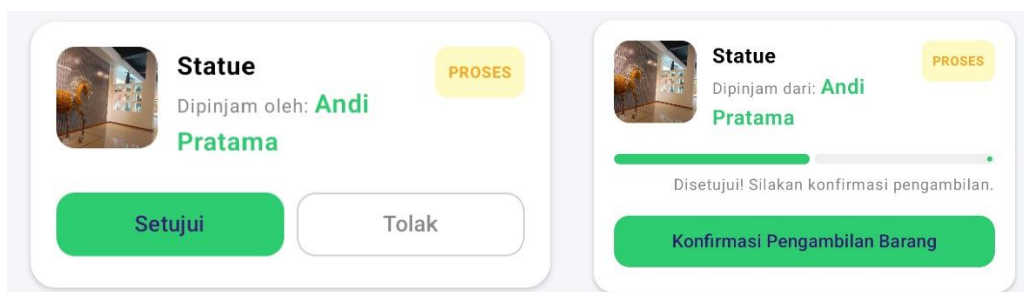 Statue
PROSES
Dipinjam oleh: Andi
Pratama
Setujui
Tolak
Statue
PROSES
Dipinjam dari: Andi
Pratama
Disetujui! Silakan konfirmasi pengambilan.
Konfirmasi Pengambilan Barang